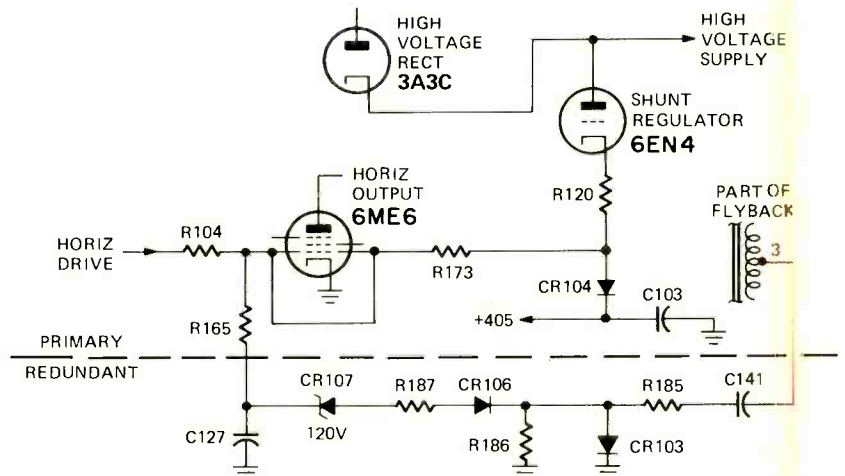 HIGH
VOLTAGE
RECT
3A3C
HIGH
VOLTAGE
SUPPLY
SHUNT
REGULATOR
6EN4
HORIZ
OUTPUT
6ME6
R120
PART OF
FLYBACK
3
HORIZ
DRIVE
R104
R173
CR104
C103
+405
R165
PRIMARY
REDUNDANT
CR107
120V
R187
CR106
R185
C141
C127
R186
CR103